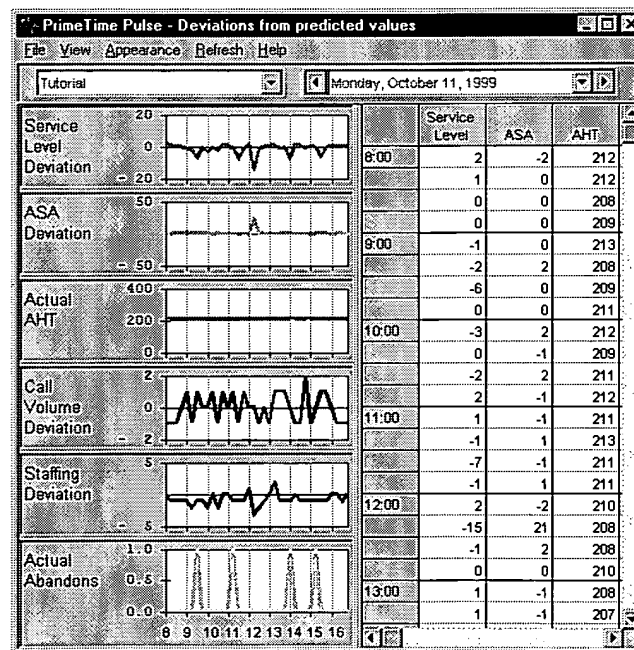 PrimeTime Pulse - Deviations from predicted values
File View Appearance Refresh Help
Tutorial
Monday, October 11, 1999
Service Level Deviation
20
0
- 20
ASA Deviation
50
- 50
Actual AHT
400
200
0
Call Volume Deviation
2
0
- 2
Staffing Deviation
5
- 5
Actual Abandons
1.0
0.5
0.0
8 9 10 11 12 13 14 15 16
Service Level ASA AHT
8:00 2 -2 212
1 0 212
0 0 208
0 0 209
9:00 -1 0 213
-2 2 208
-6 0 209
0 0 211
10:00 -3 2 212
0 -1 209
-2 2 211
2 -1 212
11:00 1 -1 211
-1 1 213
-7 -1 211
-1 1 211
12:00 2 -2 210
-15 21 208
-1 2 208
0 0 210
13:00 1 -1 208
1 -1 207